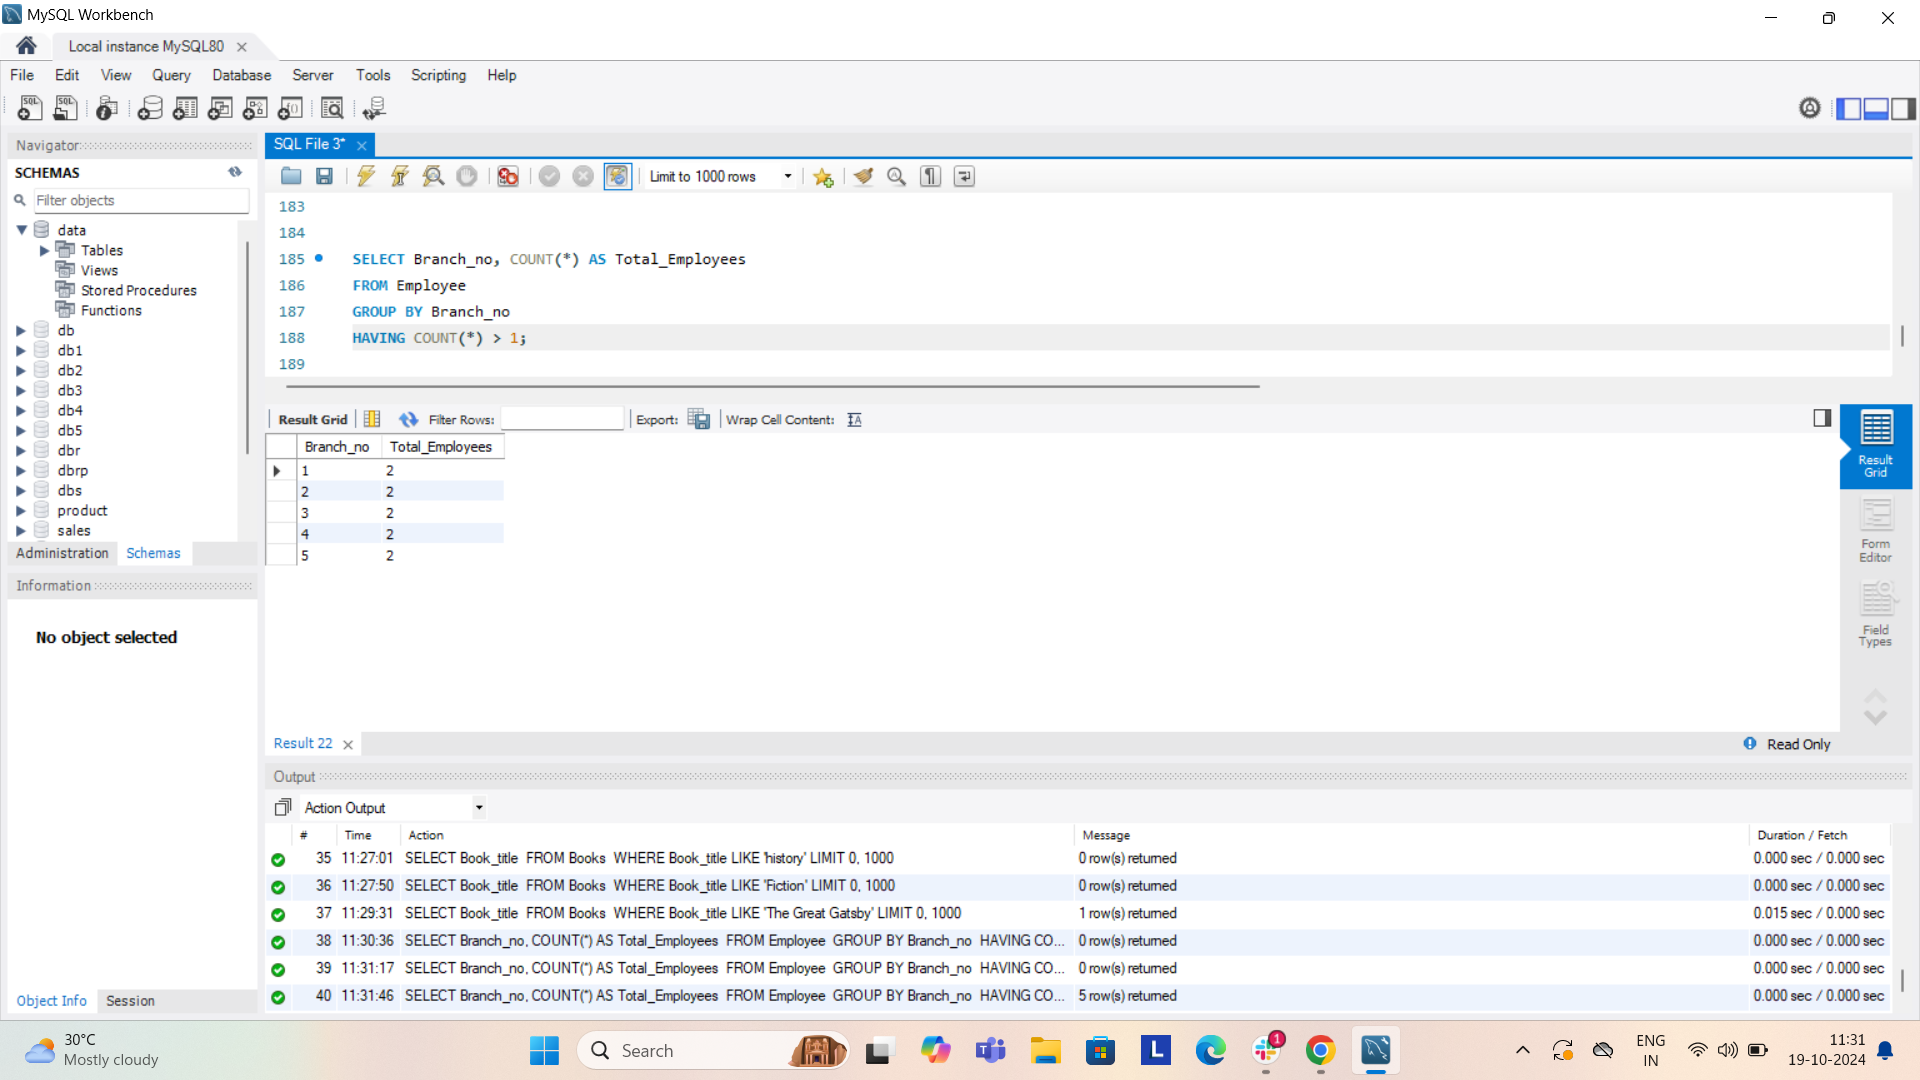 MySQL Workbench
Local instance MySQL80
File Edit View Query Database Server Tools Scripting Help
Navigator
SCHEMAS
Filter objects
data
Tables
Views
Stored Procedures
Functions
db
db1
db2
db3
db4
db5
dbr
dbrp
dbs
product
sales
Administration Schemas
Information
No object selected
Object Info Session
SQL File 3*
Limit to 1000 rows
183
184
185 SELECT Branch_no, COUNT(*) AS Total_Employees
186 FROM Employee
187 GROUP BY Branch_no
188 HAVING COUNT(*) > 1;
189
Result Grid Filter Rows: Export: Wrap Cell Content:
Branch_no Total_Employees
1 2
2 2
3 2
4 2
5 2
Result Grid
Form Editor
Field Types
Result 22 Read Only
Output
Action Output
# Time Action Message Duration / Fetch
35 11:27:01 SELECT Book_title FROM Books WHERE Book_title LIKE 'history' LIMIT 0, 1000 0 row(s) returned 0.000 sec / 0.000 sec
36 11:27:50 SELECT Book_title FROM Books WHERE Book_title LIKE 'Fiction' LIMIT 0, 1000 0 row(s) returned 0.000 sec / 0.000 sec
37 11:29:31 SELECT Book_title FROM Books WHERE Book_title LIKE 'The Great Gatsby' LIMIT 0, 1000 1 row(s) returned 0.015 sec / 0.000 sec
38 11:30:36 SELECT Branch_no, COUNT(*) AS Total_Employees FROM Employee GROUP BY Branch_no HAVING CO... 0 row(s) returned 0.000 sec / 0.000 sec
39 11:31:17 SELECT Branch_no, COUNT(*) AS Total_Employees FROM Employee GROUP BY Branch_no HAVING CO... 0 row(s) returned 0.000 sec / 0.000 sec
40 11:31:46 SELECT Branch_no, COUNT(*) AS Total_Employees FROM Employee GROUP BY Branch_no HAVING CO... 5 row(s) returned 0.000 sec / 0.000 sec
30°C
Mostly cloudy
Search
L
1
ENG
IN
11:31
19-10-2024